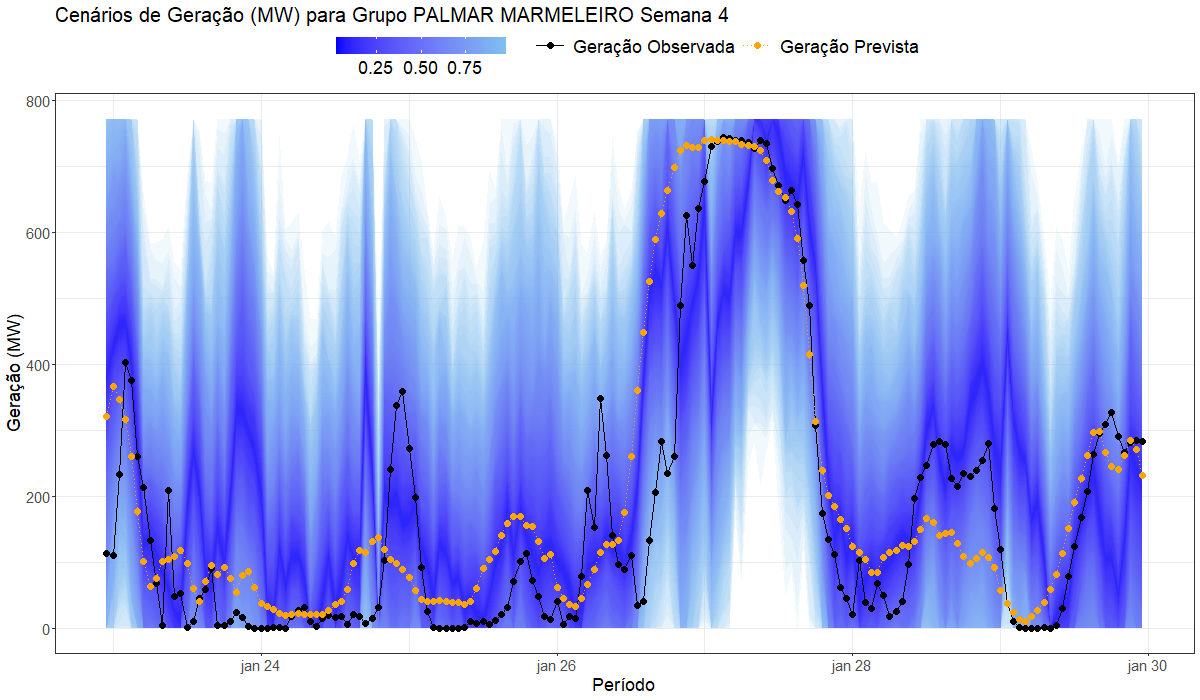 Cenários de Geração (MW) para Grupo PALMAR MARMELEIRO Semana 4
0.25 0.50 0.75 Geração Observada Geração Prevista
Geração (MW)
800
600
400
200
0
jan 24 jan 26 jan 28 jan 30
Período